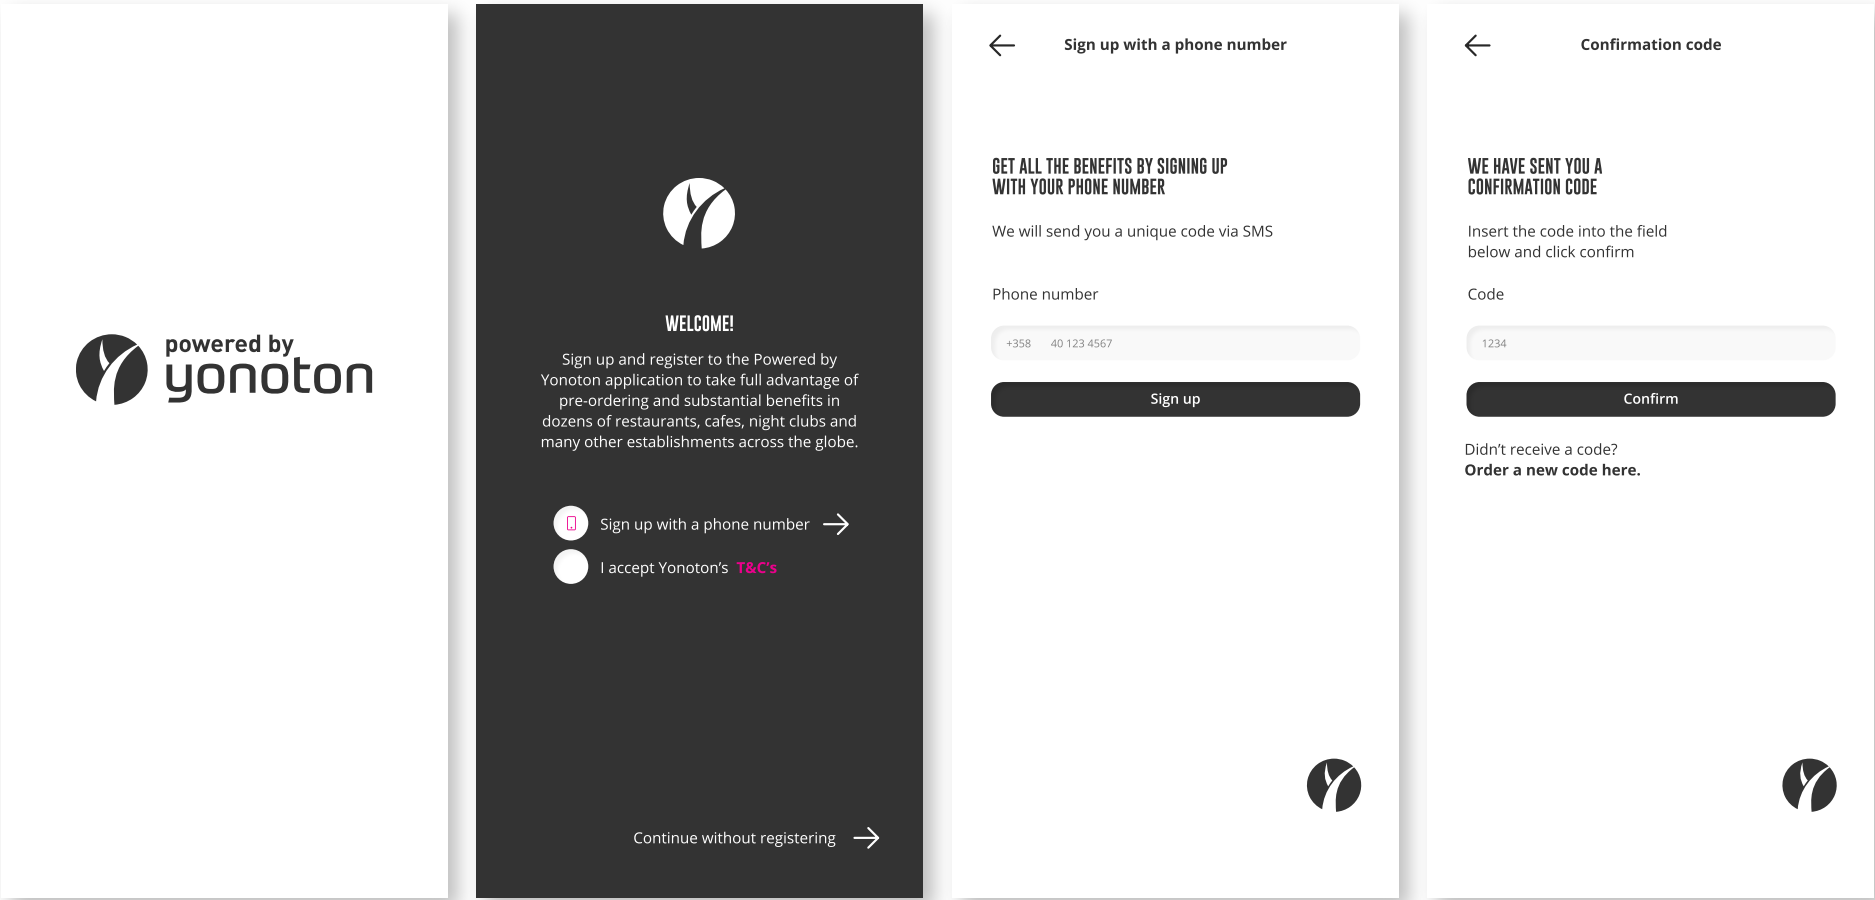 powered by
yonoton
WELCOME!
Sign up and register to the Powered by
Yonoton application to take full advantage of
pre-ordering and substantial benefits in
dozens of restaurants, cafes, night clubs and
many other establishments across the globe.
Sign up with a phone number
I accept Yonoton's T&C's
Continue without registering
Sign up with a phone number
GET ALL THE BENEFITS BY SIGNING UP
WITH YOUR PHONE NUMBER
We will send you a unique code via SMS
Phone number
+358 40 123 4567
Sign up
Confirmation code
WE HAVE SENT YOU A
CONFIRMATION CODE
Insert the code into the field
below and click confirm
Code
1234
Confirm
Didn't receive a code?
Order a new code here.